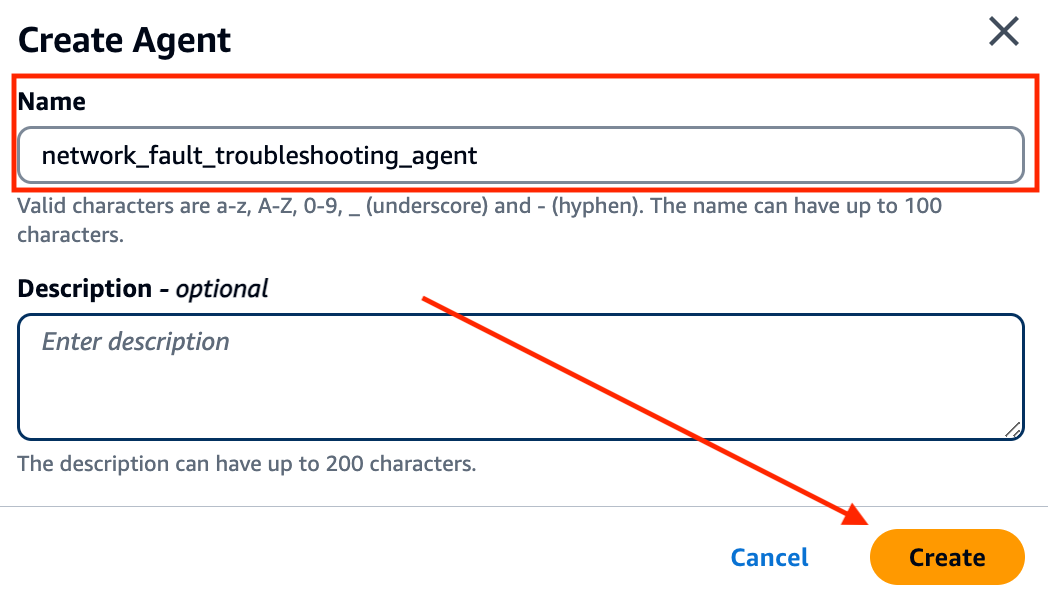 Create Agent
Name
network_fault_troubleshooting_agent
Valid characters are a-z, A-Z, 0-9, _ (underscore) and - (hyphen). The name can have up to 100
characters.
Description - optional
Enter description
The description can have up to 200 characters.
Cancel
Create